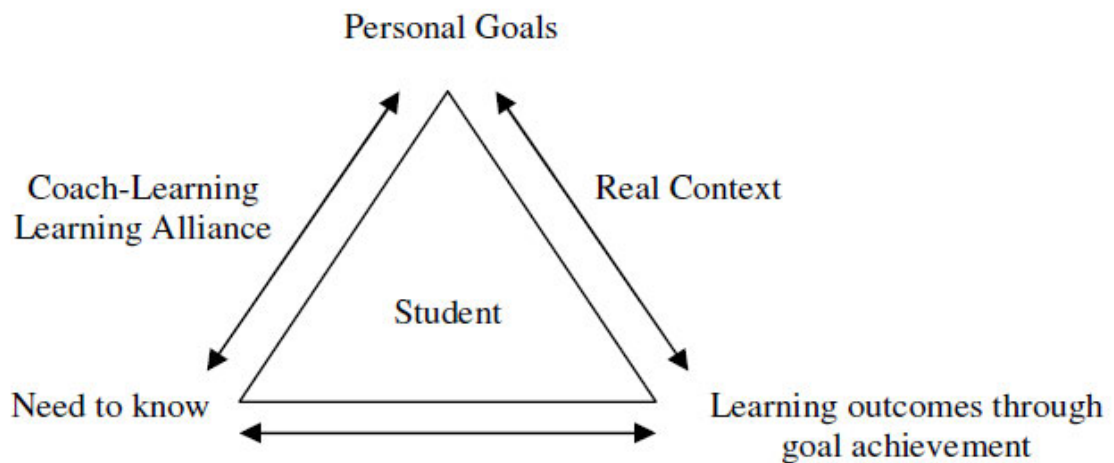 Personal Goals
Coach-Learning
Learning Alliance
Real Context
Student
Need to know
Learning outcomes through
goal achievement